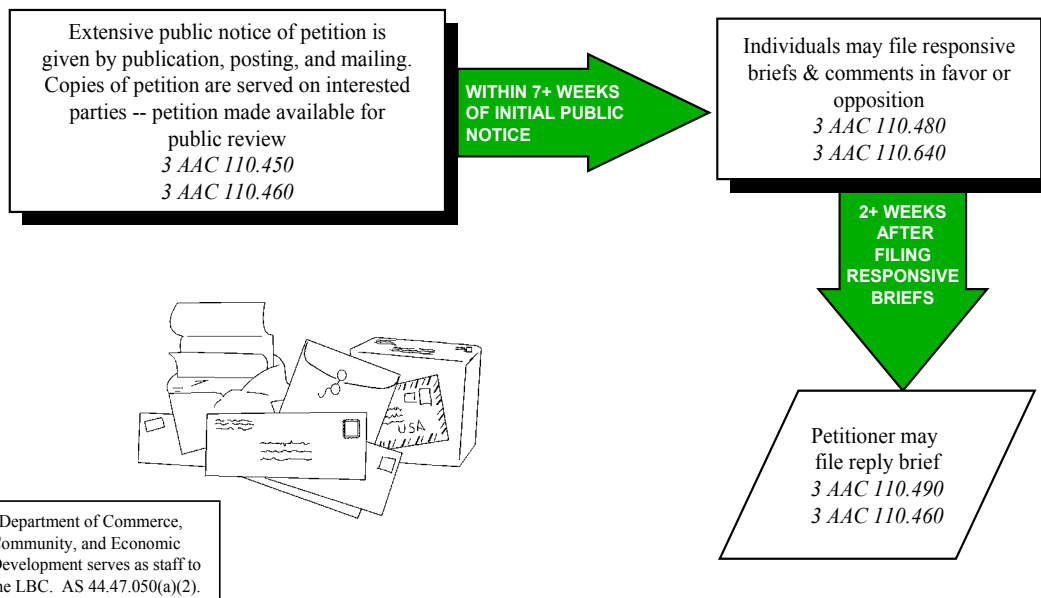 Extensive public notice of petition is
given by publication, posting, and mailing.
Copies of petition are served on interested
parties -- petition made available for
public review
3 AAC 110.450
3 AAC 110.460
WITHIN 7+ WEEKS
OF INITIAL PUBLIC
NOTICE
Individuals may file responsive
briefs & comments in favor or
opposition
3 AAC 110.480
3 AAC 110.640
2+ WEEKS
AFTER
FILING
RESPONSIVE
BRIEFS
USA
Petitioner may
file reply brief
3 AAC 110.490
3 AAC 110.460
Department of Commerce,
ommunity, and Economic
evelopment serves as staff to
he LBC. AS 44.47.050(a)(2).